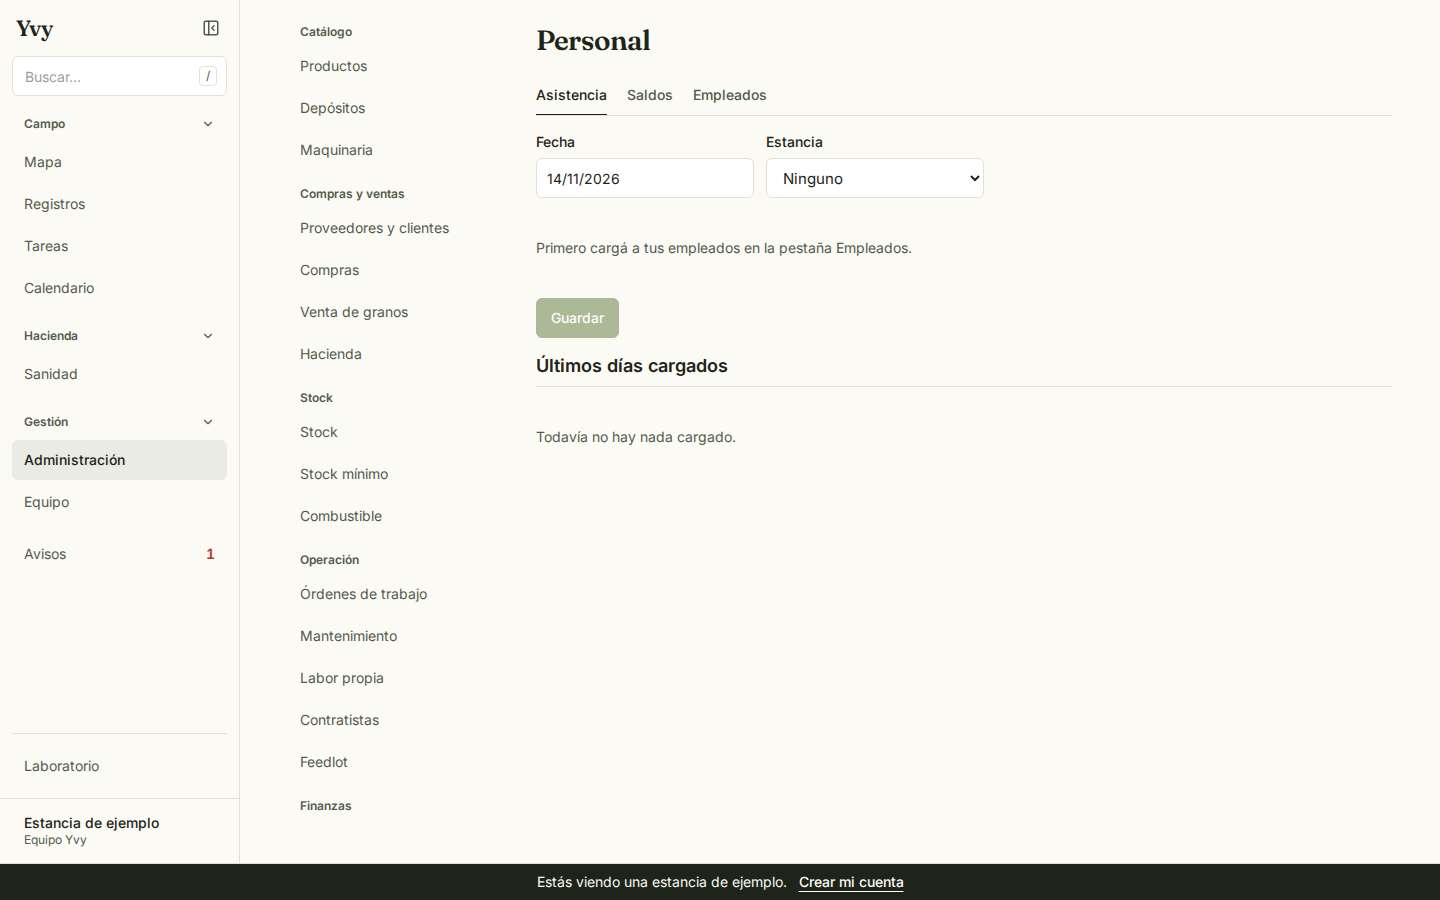 Yvy
Buscar...
/
Campo
Mapa
Registros
Tareas
Calendario
Hacienda
Sanidad
Gestión
Administración
Equipo
Avisos 1
Laboratorio
Estancia de ejemplo
Equipo Yvy
Catálogo
Productos
Depósitos
Maquinaria
Compras y ventas
Proveedores y clientes
Compras
Venta de granos
Hacienda
Stock
Stock
Stock mínimo
Combustible
Operación
Órdenes de trabajo
Mantenimiento
Labor propia
Contratistas
Feedlot
Finanzas
Personal
Asistencia Saldos Empleados
Fecha Estancia
14/11/2026 Ninguno
Primero cargá a tus empleados en la pestaña Empleados.
Guardar
Últimos días cargados
Todavía no hay nada cargado.
Estás viendo una estancia de ejemplo. Crear mi cuenta